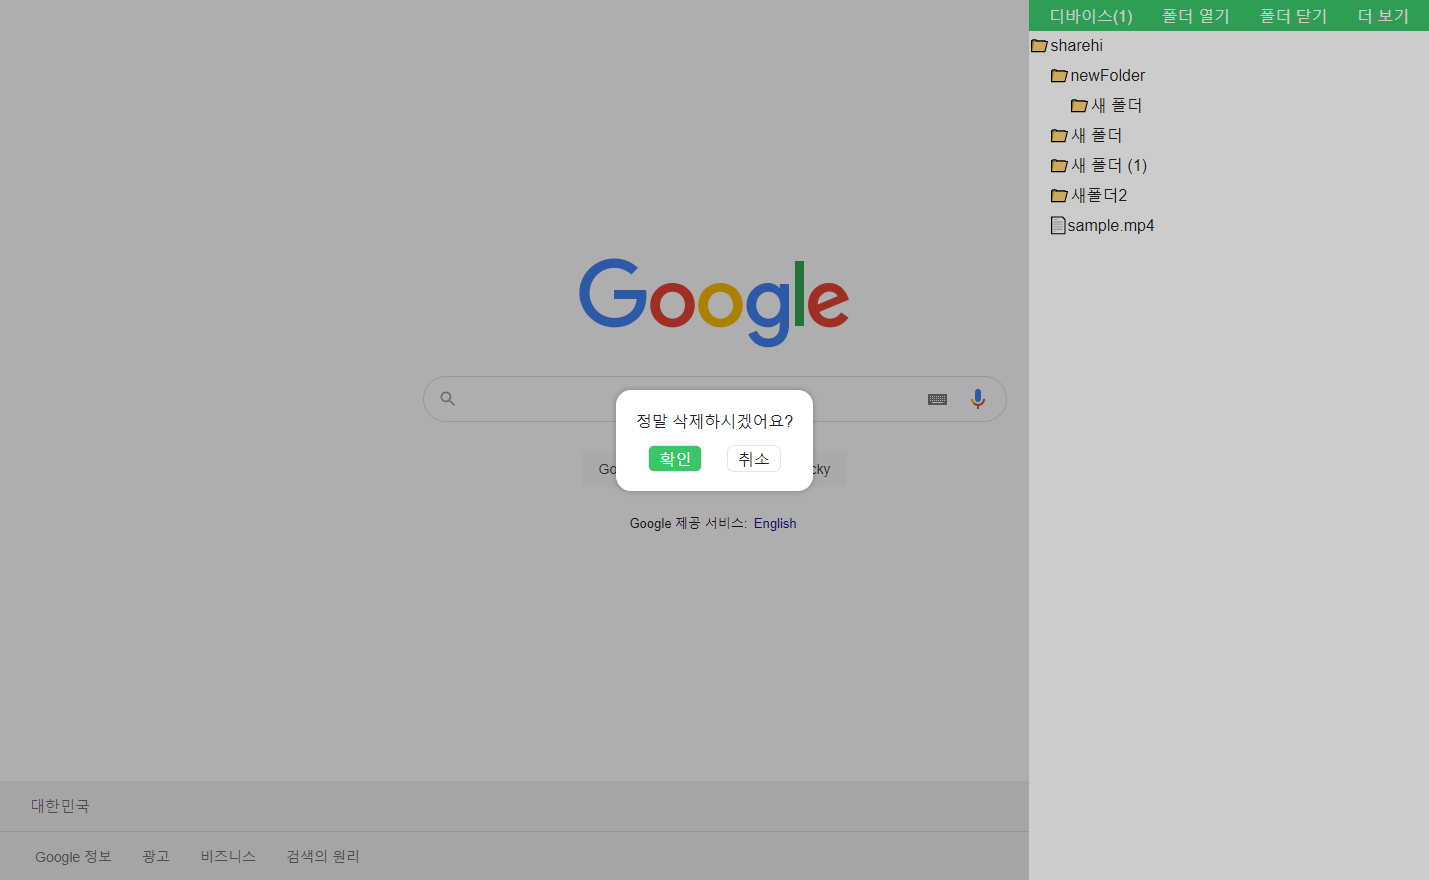 디바이스(1) 폴더 열기 폴더 닫기 더 보기
sharehi
newFolder
새 폴더
새 폴더
새 폴더 (1)
새폴더2
sample.mp4
Google
정말 삭제하시겠어요?
확인 취소
Go
cky
Google 제공 서비스: English
대한민국
Google 정보 광고 비즈니스 검색의 원리